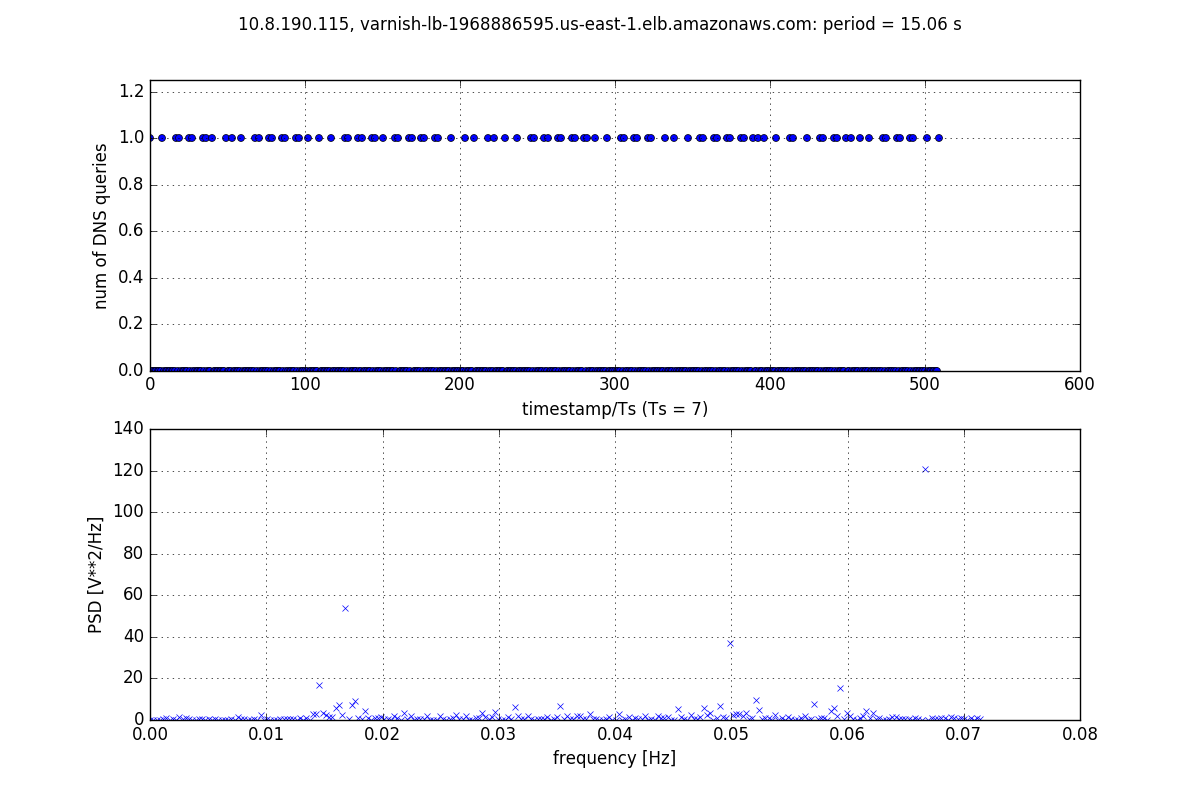 10.8.190.115, varnish-lb-1968886595.us-east-1.elb.amazonaws.com: period = 15.06 s
num of DNS queries
1.2
1.0
0.8
0.6
0.4
0.2
0.0
0 100 200 300 400 500 600
timestamp/Ts (Ts = 7)
PSD [V**2/Hz]
140
120
100
80
60
40
20
0
0.00 0.01 0.02 0.03 0.04 0.05 0.06 0.07 0.08
frequency [Hz]